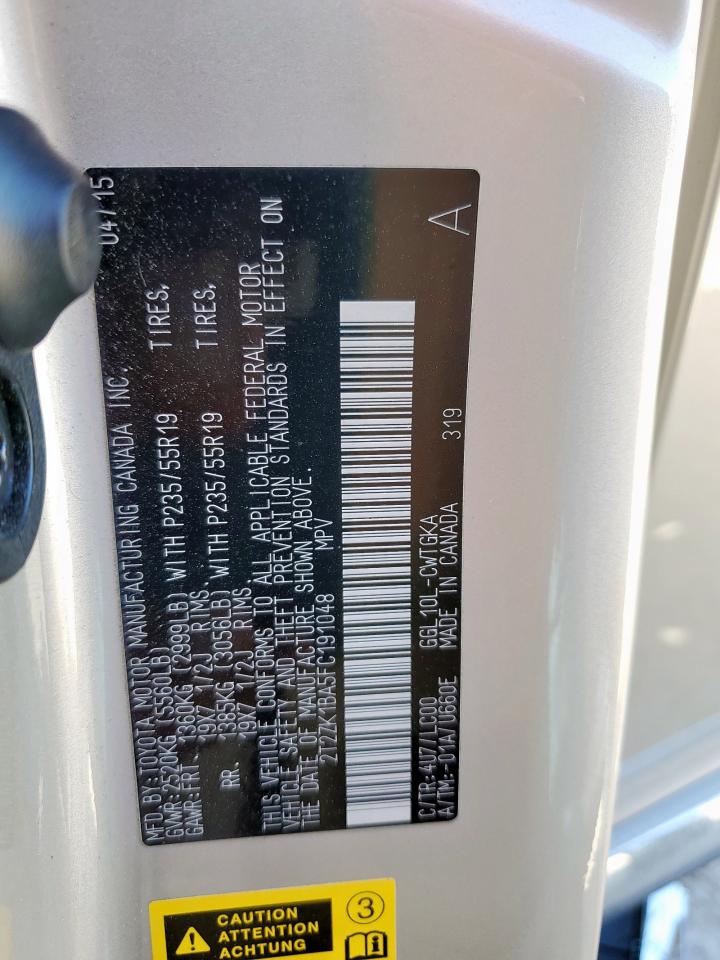 MFD.BY:TOYOTA MOTOR MANUFACTURING CANADA INC. 04/15
GVWR:2520KG (5560LB)
GAWR:FR. 1360KG (2999LB) WITH P235/55R19 TIRES,
19X7 1/2J RIMS,
RR. 1385KG (3056LB) WITH P235/55R19 TIRES,
19X7 1/2J RIMS.
THIS VEHICLE CONFORMS TO ALL APPLICABLE FEDERAL MOTOR
VEHICLE SAFETY AND THEFT PREVENTION STANDARDS IN EFFECT ON
THE DATE OF MANUFACTURE SHOWN ABOVE.
2T2ZK1BA5FC191048 MPV
C/TR:4U7/LC00 GGL10L-CWTGKA
A/TM:-01A/U660E MADE IN CANADA 319
A
CAUTION
ATTENTION
ACHTUNG
3